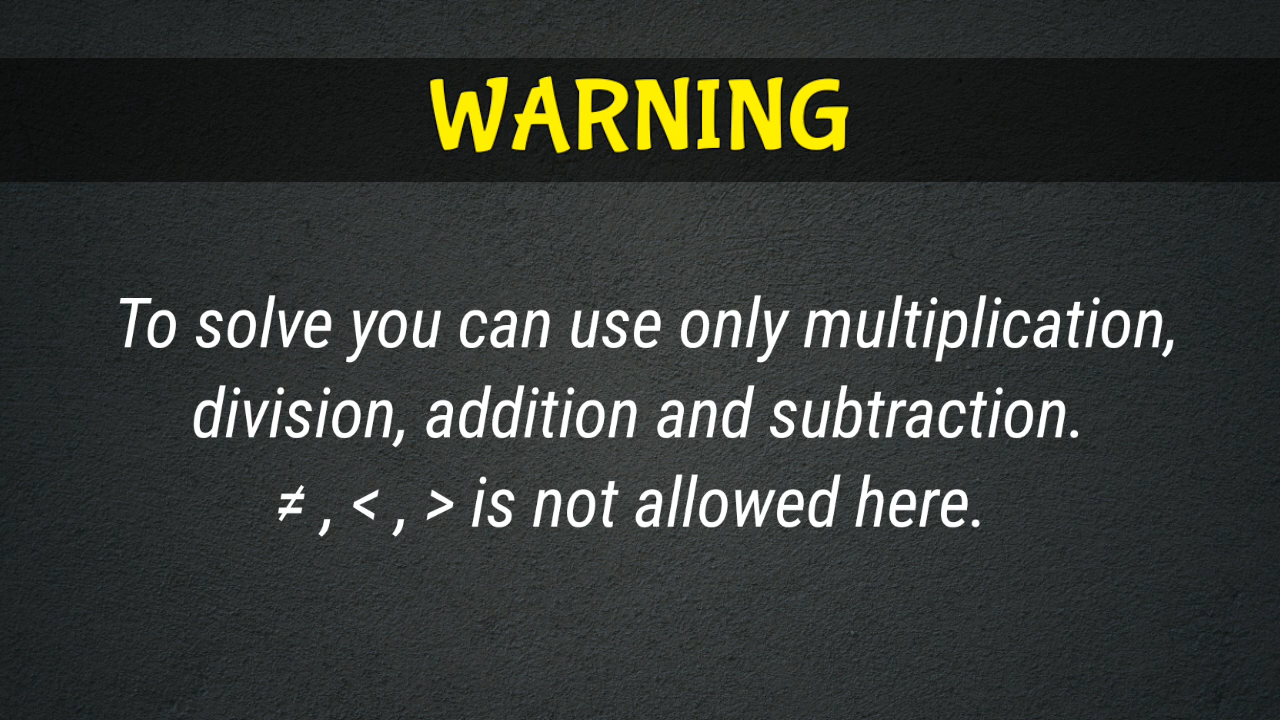 WARNING
To solve you can use only multiplication,
division, addition and subtraction.
≠ , < , > is not allowed here.